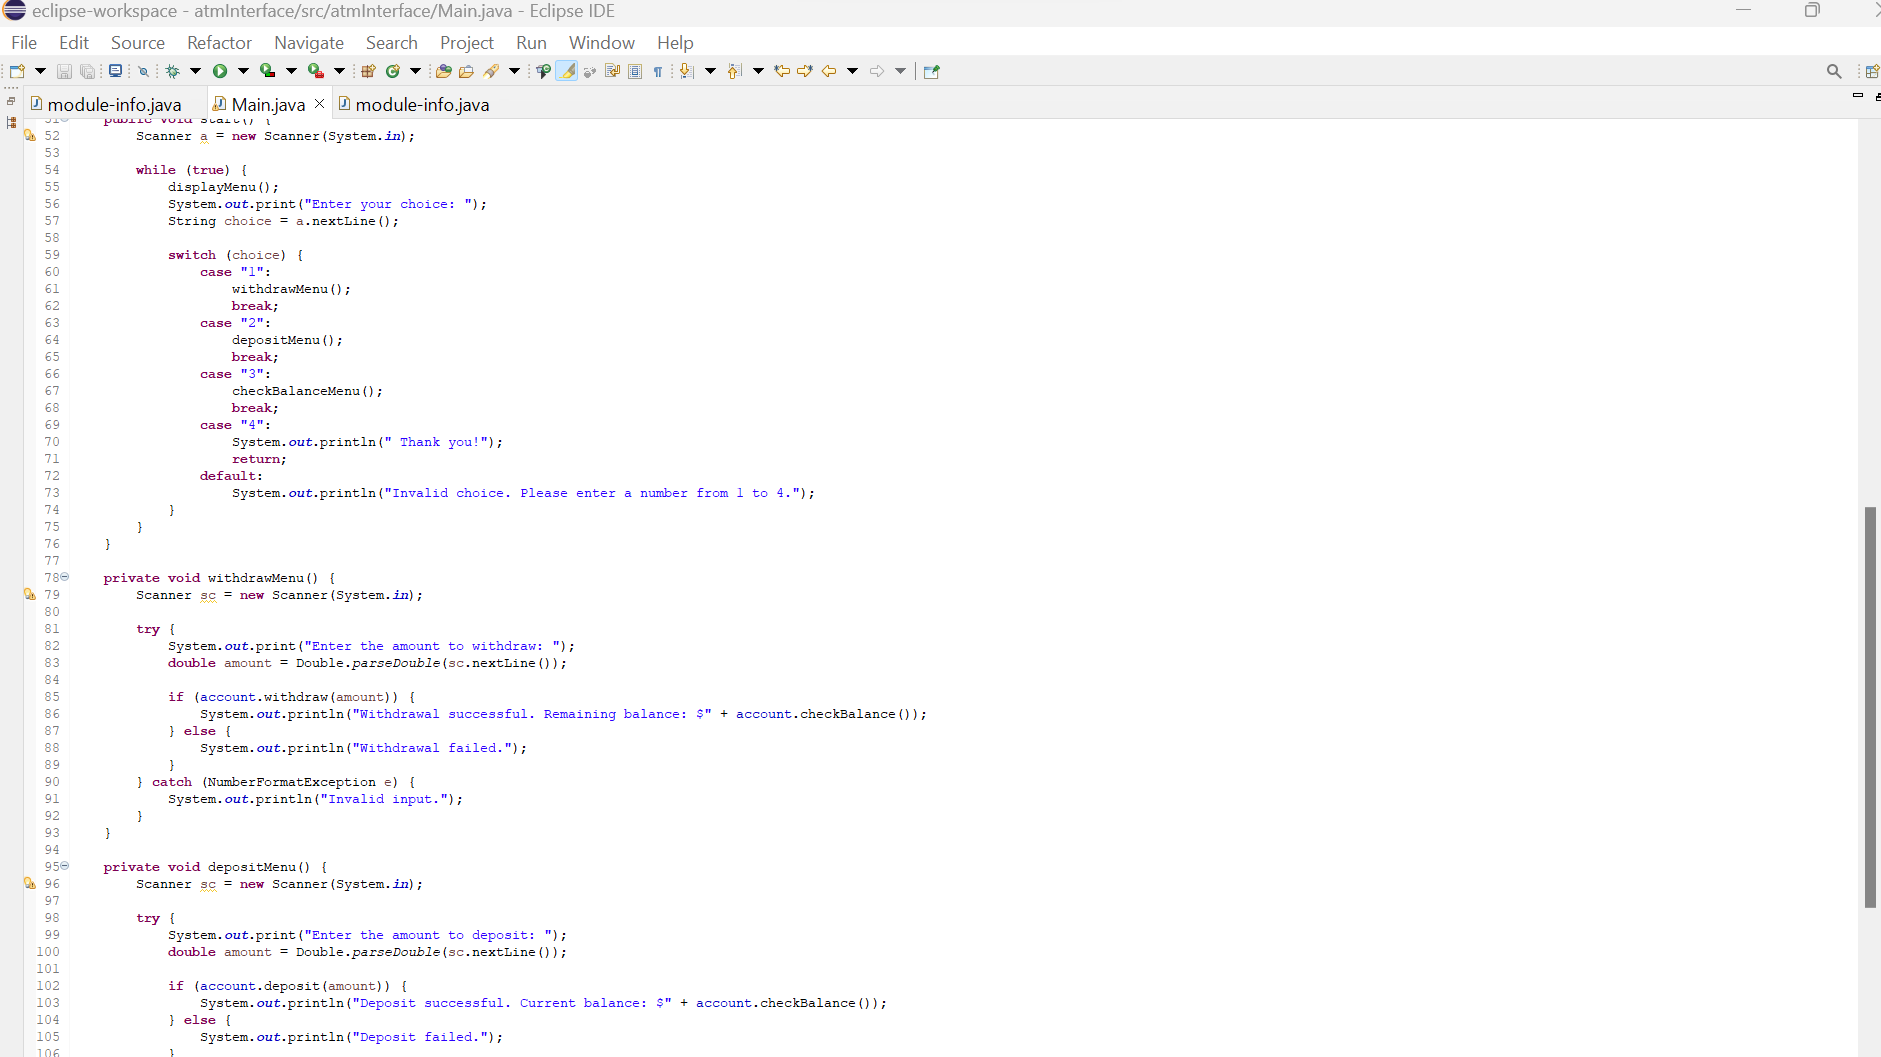 eclipse-workspace - atmInterface/src/atmInterface/Main.java - Eclipse IDE
File Edit Source Refactor Navigate Search Project Run Window Help
module-info.java Main.java module-info.java
51 public void start() {
52 Scanner a = new Scanner(System.in);
53
54 while (true) {
55 displayMenu();
56 System.out.print("Enter your choice: ");
57 String choice = a.nextLine();
58
59 switch (choice) {
60 case "1":
61 withdrawMenu();
62 break;
63 case "2":
64 depositMenu();
65 break;
66 case "3":
67 checkBalanceMenu();
68 break;
69 case "4":
70 System.out.println(" Thank you!");
71 return;
72 default:
73 System.out.println("Invalid choice. Please enter a number from 1 to 4.");
74 }
75 }
76 }
77
78 private void withdrawMenu() {
79 Scanner sc = new Scanner(System.in);
80
81 try {
82 System.out.print("Enter the amount to withdraw: ");
83 double amount = Double.parseDouble(sc.nextLine());
84
85 if (account.withdraw(amount)) {
86 System.out.println("Withdrawal successful. Remaining balance: $" + account.checkBalance());
87 } else {
88 System.out.println("Withdrawal failed.");
89 }
90 } catch (NumberFormatException e) {
91 System.out.println("Invalid input.");
92 }
93 }
94
95 private void depositMenu() {
96 Scanner sc = new Scanner(System.in);
97
98 try {
99 System.out.print("Enter the amount to deposit: ");
100 double amount = Double.parseDouble(sc.nextLine());
101
102 if (account.deposit(amount)) {
103 System.out.println("Deposit successful. Current balance: $" + account.checkBalance());
104 } else {
105 System.out.println("Deposit failed.");
106 }